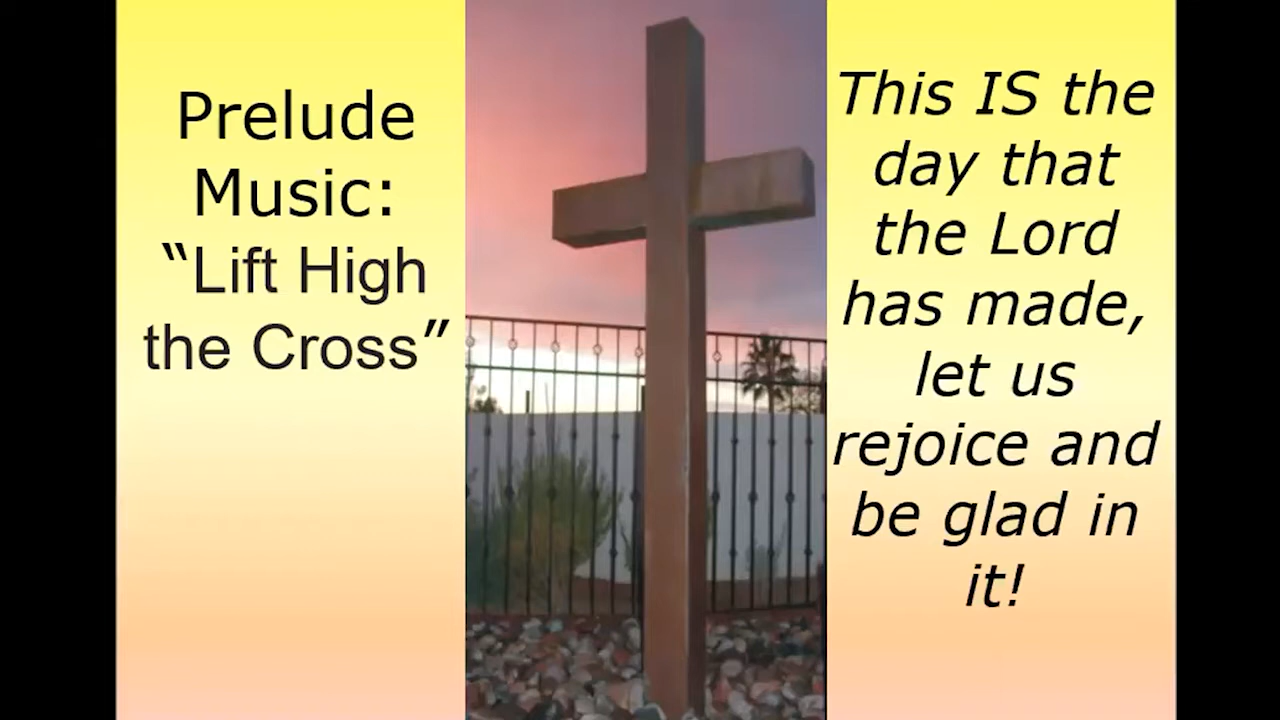 Prelude
Music:
“Lift High
the Cross”
This IS the
day that
the Lord
has made,
let us
rejoice and
be glad in
it!